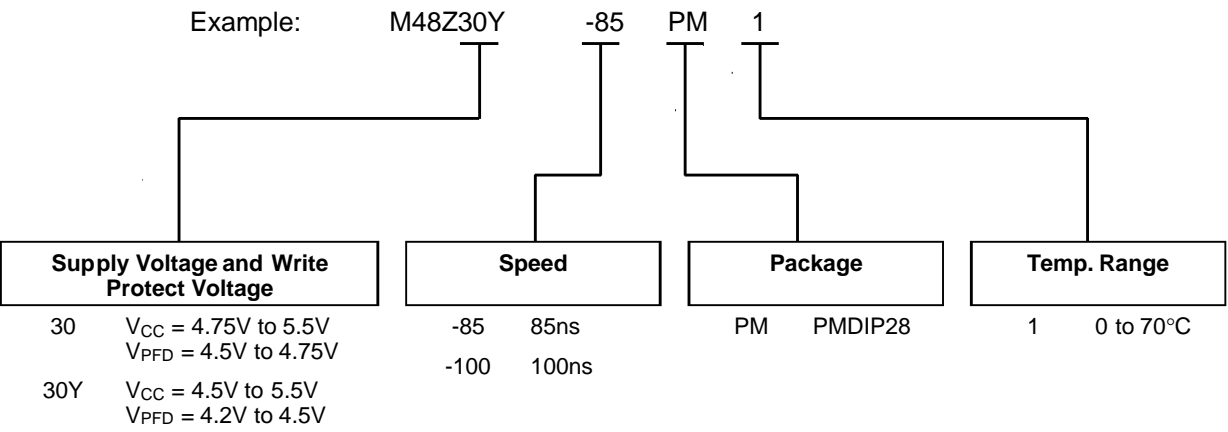 Example: M48Z30Y -85 PM 1
Supply Voltage and Write
Protect Voltage
30 VCC = 4.75V to 5.5V
VPFD = 4.5V to 4.75V
30Y VCC = 4.5V to 5.5V
VPFD = 4.2V to 4.5V
Speed
-85 85ns
-100 100ns
Package
PM PMDIP28
Temp. Range
1 0 to 70°C